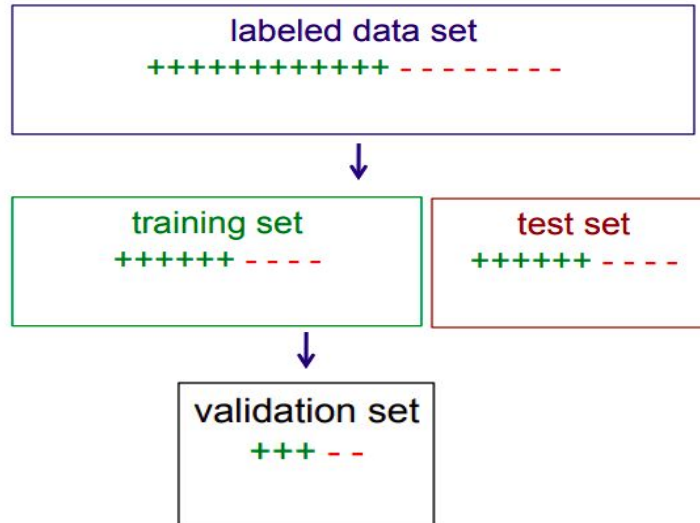 labeled data set
++++++++++++ - - - - - - - -
training set
++++++ - - - -
test set
++++++ - - - -
validation set
+++ - -